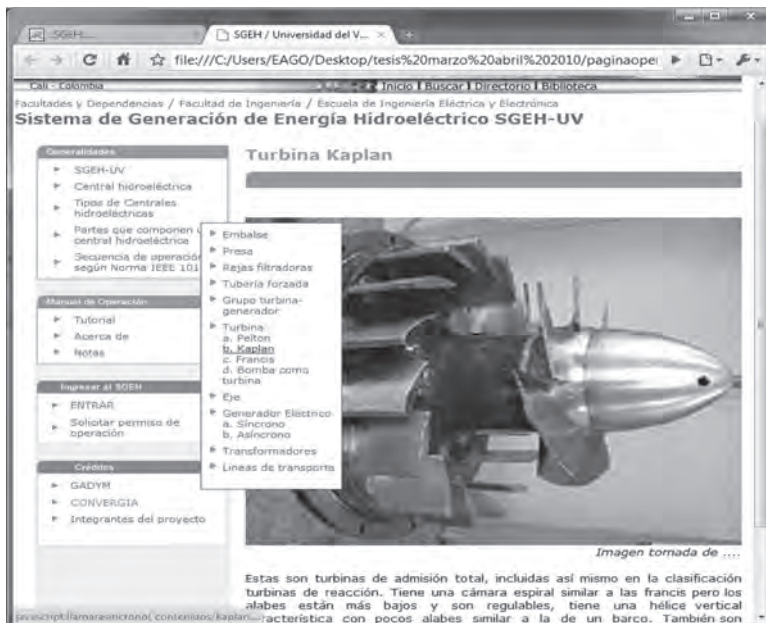 SGEH...
SGEH / Universidad del V...
file:///C:/Users/EAGO/Desktop/tesis%20marzo%20abril%202010/paginaoper
Cali - Colombia
Inicio I Buscar I Directorio I Biblioteca
Facultades y Dependencias / Facultad de Ingeniería / Escuela de Ingeniería Eléctrica y Electrónica
Sistema de Generación de Energía Hidroeléctrico SGEH-UV
Generalidades
SGEH-UV
Central hidroeléctrica
Tipos de Centrales
hidroeléctricas
Partes que componen
central hidroeléctrica
Secuencia de operación
según Norma IEEE 101
Manual de Operación
Tutorial
Acerca de
Notas
Ingresar al SGEH
ENTRAR
Solicitar permiso de
operación
Créditos
GADYM
CONVERGIA
Integrantes del proyecto
Embalse
Presa
Rejas filtradoras
Tubería forzada
Grupo turbina-
generador
Turbina
a. Pelton
b. Kaplan
c. Francis
d. Bomba como
turbina
Eje
Generador Eléctrico
a. Síncrono
b. Asíncrono
Transformadores
Lineas de transporte
Turbina Kaplan
Imagen tomada de ....
Estas son turbinas de admisión total, incluidas así mismo en la clasificación
turbinas de reacción. Tiene una cámara espiral similar a las francis pero los
alabes están más bajos y son regulables, tiene una hélice vertical
característica con pocos alabes similar a la de un barco. También son